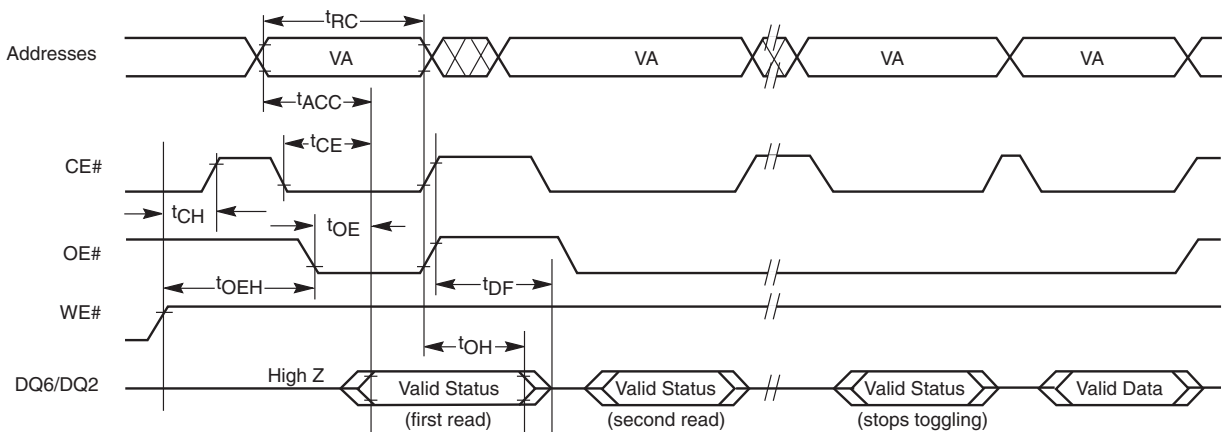 tRC
Addresses VA VA VA VA
tACC
tCE
CE#
tCH tOE
OE#
tOEH tDF
WE#
tOH
DQ6/DQ2 High Z Valid Status Valid Status Valid Status Valid Data
(first read) (second read) (stops toggling)